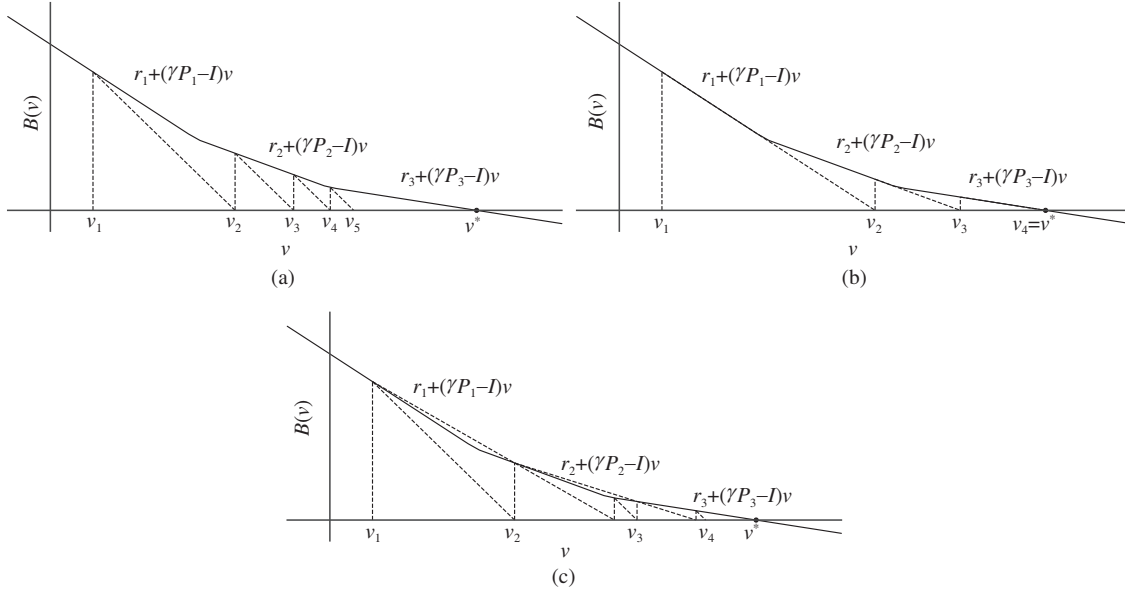 B(v)
r₁+(γP₁–I)v
r₂+(γP₂–I)v
r₃+(γP₃–I)v
v₁
v₂
v₃
v₄
v₅
v*
v
(a)
B(v)
r₁+(γP₁–I)v
r₂+(γP₂–I)v
r₃+(γP₃–I)v
v₁
v₂
v₃
v₄=v*
v
(b)
B(v)
r₁+(γP₁–I)v
r₂+(γP₂–I)v
r₃+(γP₃–I)v
v₁
v₂
v₃
v₄
v*
v
(c)